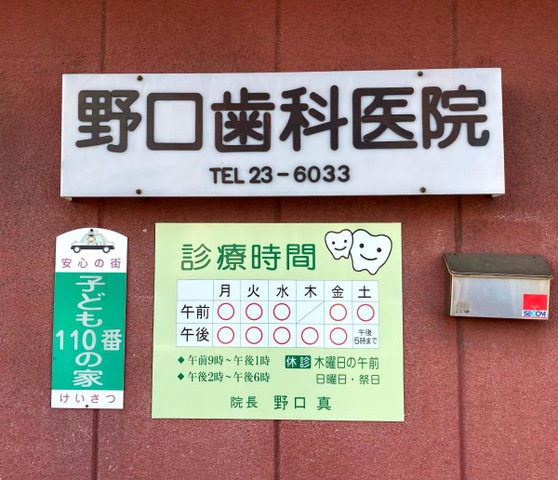 野口歯科医院
TEL 23-6033
診療時間
月 火 水 木 金 土
午前 ○ ○ ○ ／ ○ ○
午後 ○ ○ ○ ○ ○ 午後5時まで
◆ 午前9時～午後1時
◆ 午後2時～午後6時
休診 木曜日の午前
日曜日・祭日
院長 野口 真
安心の街
子ども110番の家
けいさつ
SECOM